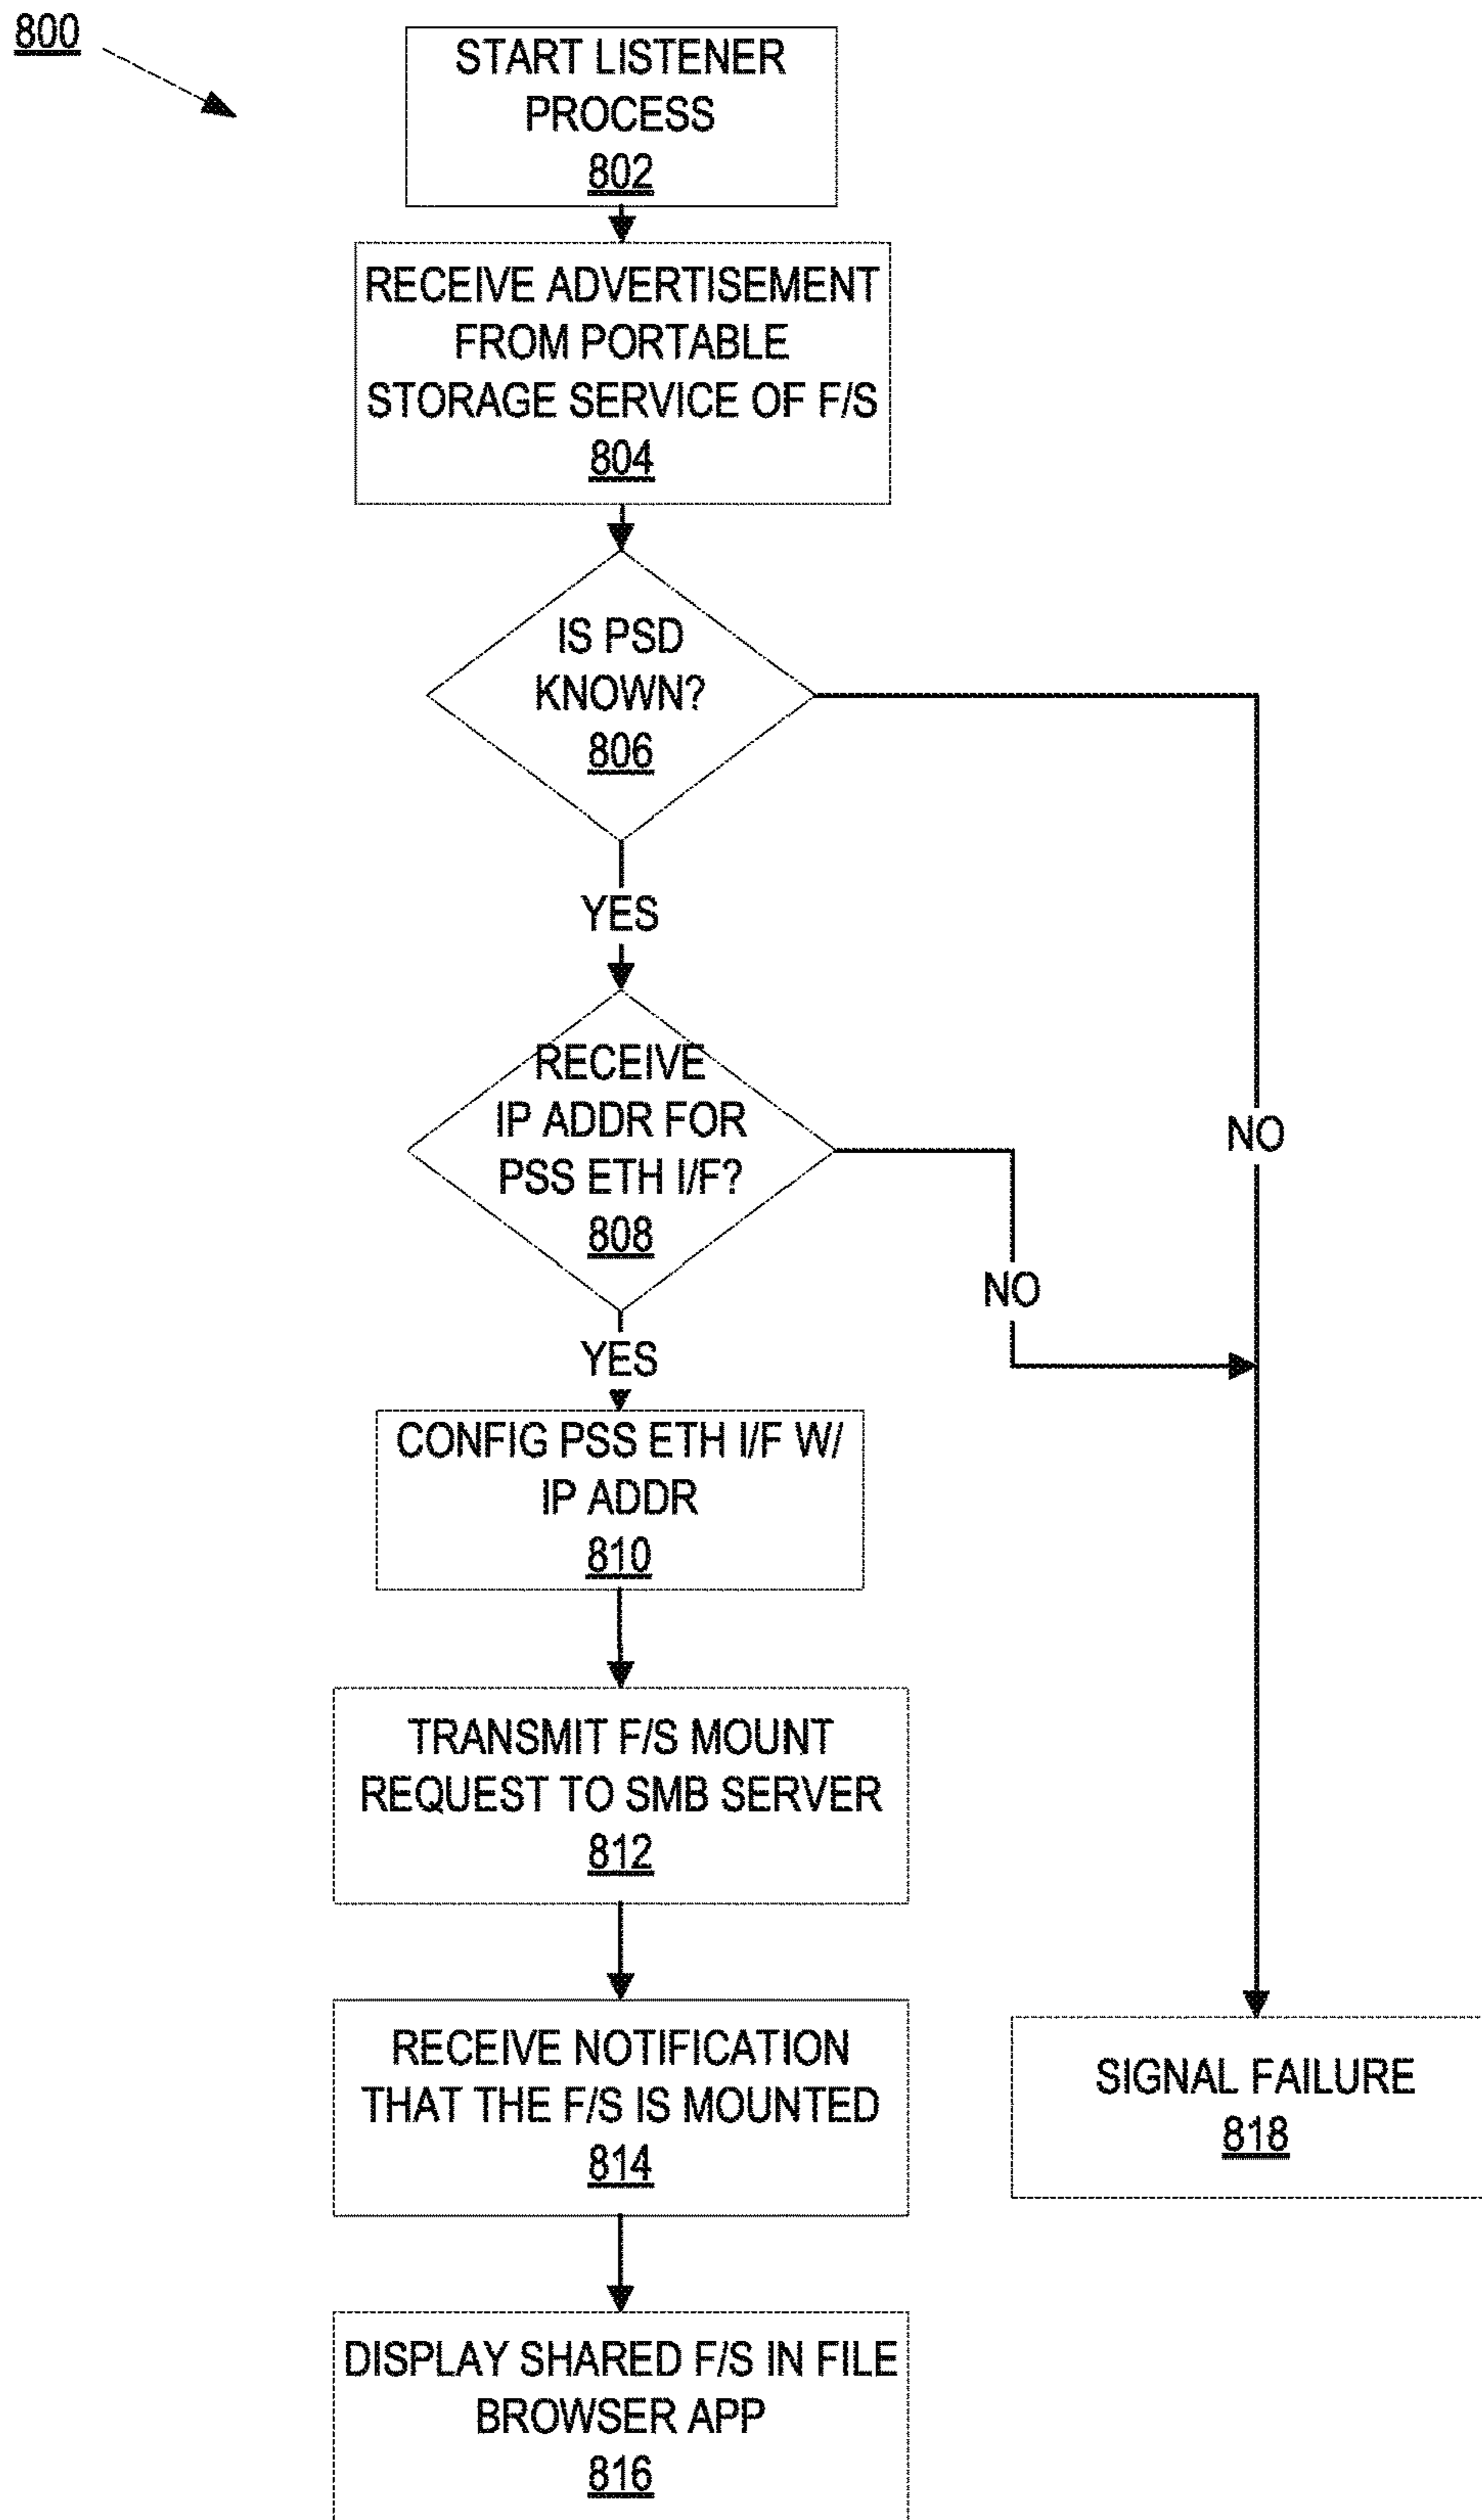 800
START LISTENER
PROCESS
802
RECEIVE ADVERTISEMENT
FROM PORTABLE
STORAGE SERVICE OF F/S
804
IS PSD
KNOWN?
806
YES
RECEIVE
IP ADDR FOR
PSS ETH I/F?
808
NO
NO
YES
CONFIG PSS ETH I/F W/
IP ADDR
810
TRANSMIT F/S MOUNT
REQUEST TO SMB SERVER
812
RECEIVE NOTIFICATION
THAT THE F/S IS MOUNTED
814
SIGNAL FAILURE
818
DISPLAY SHARED F/S IN FILE
BROWSER APP
816